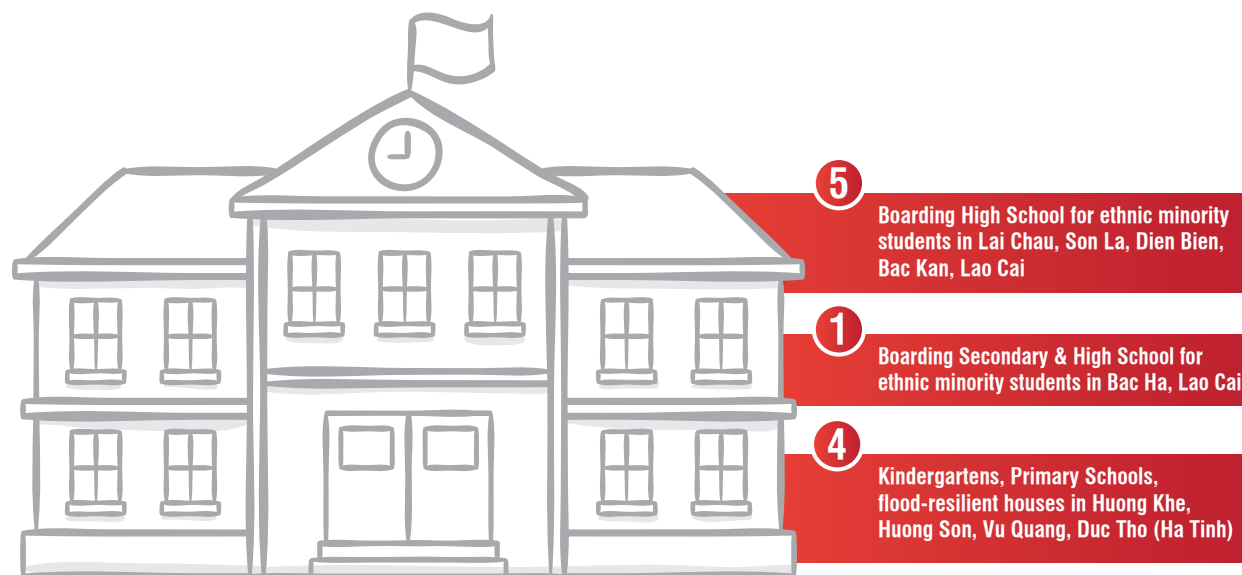 5
Boarding High School for ethnic minority
students in Lai Chau, Son La, Dien Bien,
Bac Kan, Lao Cai
1
Boarding Secondary & High School for
ethnic minority students in Bac Ha, Lao Cai
4
Kindergartens, Primary Schools,
flood-resilient houses in Huong Khe,
Huong Son, Vu Quang, Duc Tho (Ha Tinh)